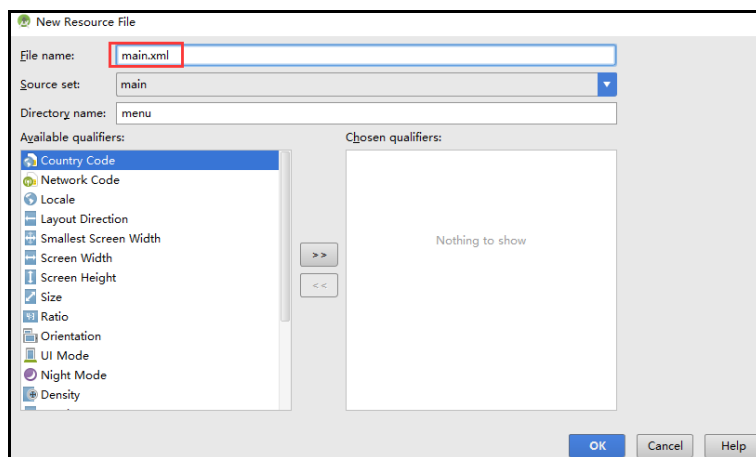 New Resource File
File name: main.xml
Source set: main
Directory name: menu
Available qualifiers: Chosen qualifiers:
Country Code
Network Code
Locale
Layout Direction
Smallest Screen Width
Screen Width
Screen Height
Size
Ratio
Orientation
UI Mode
Night Mode
Density
Nothing to show
>>
<<
OK Cancel Help